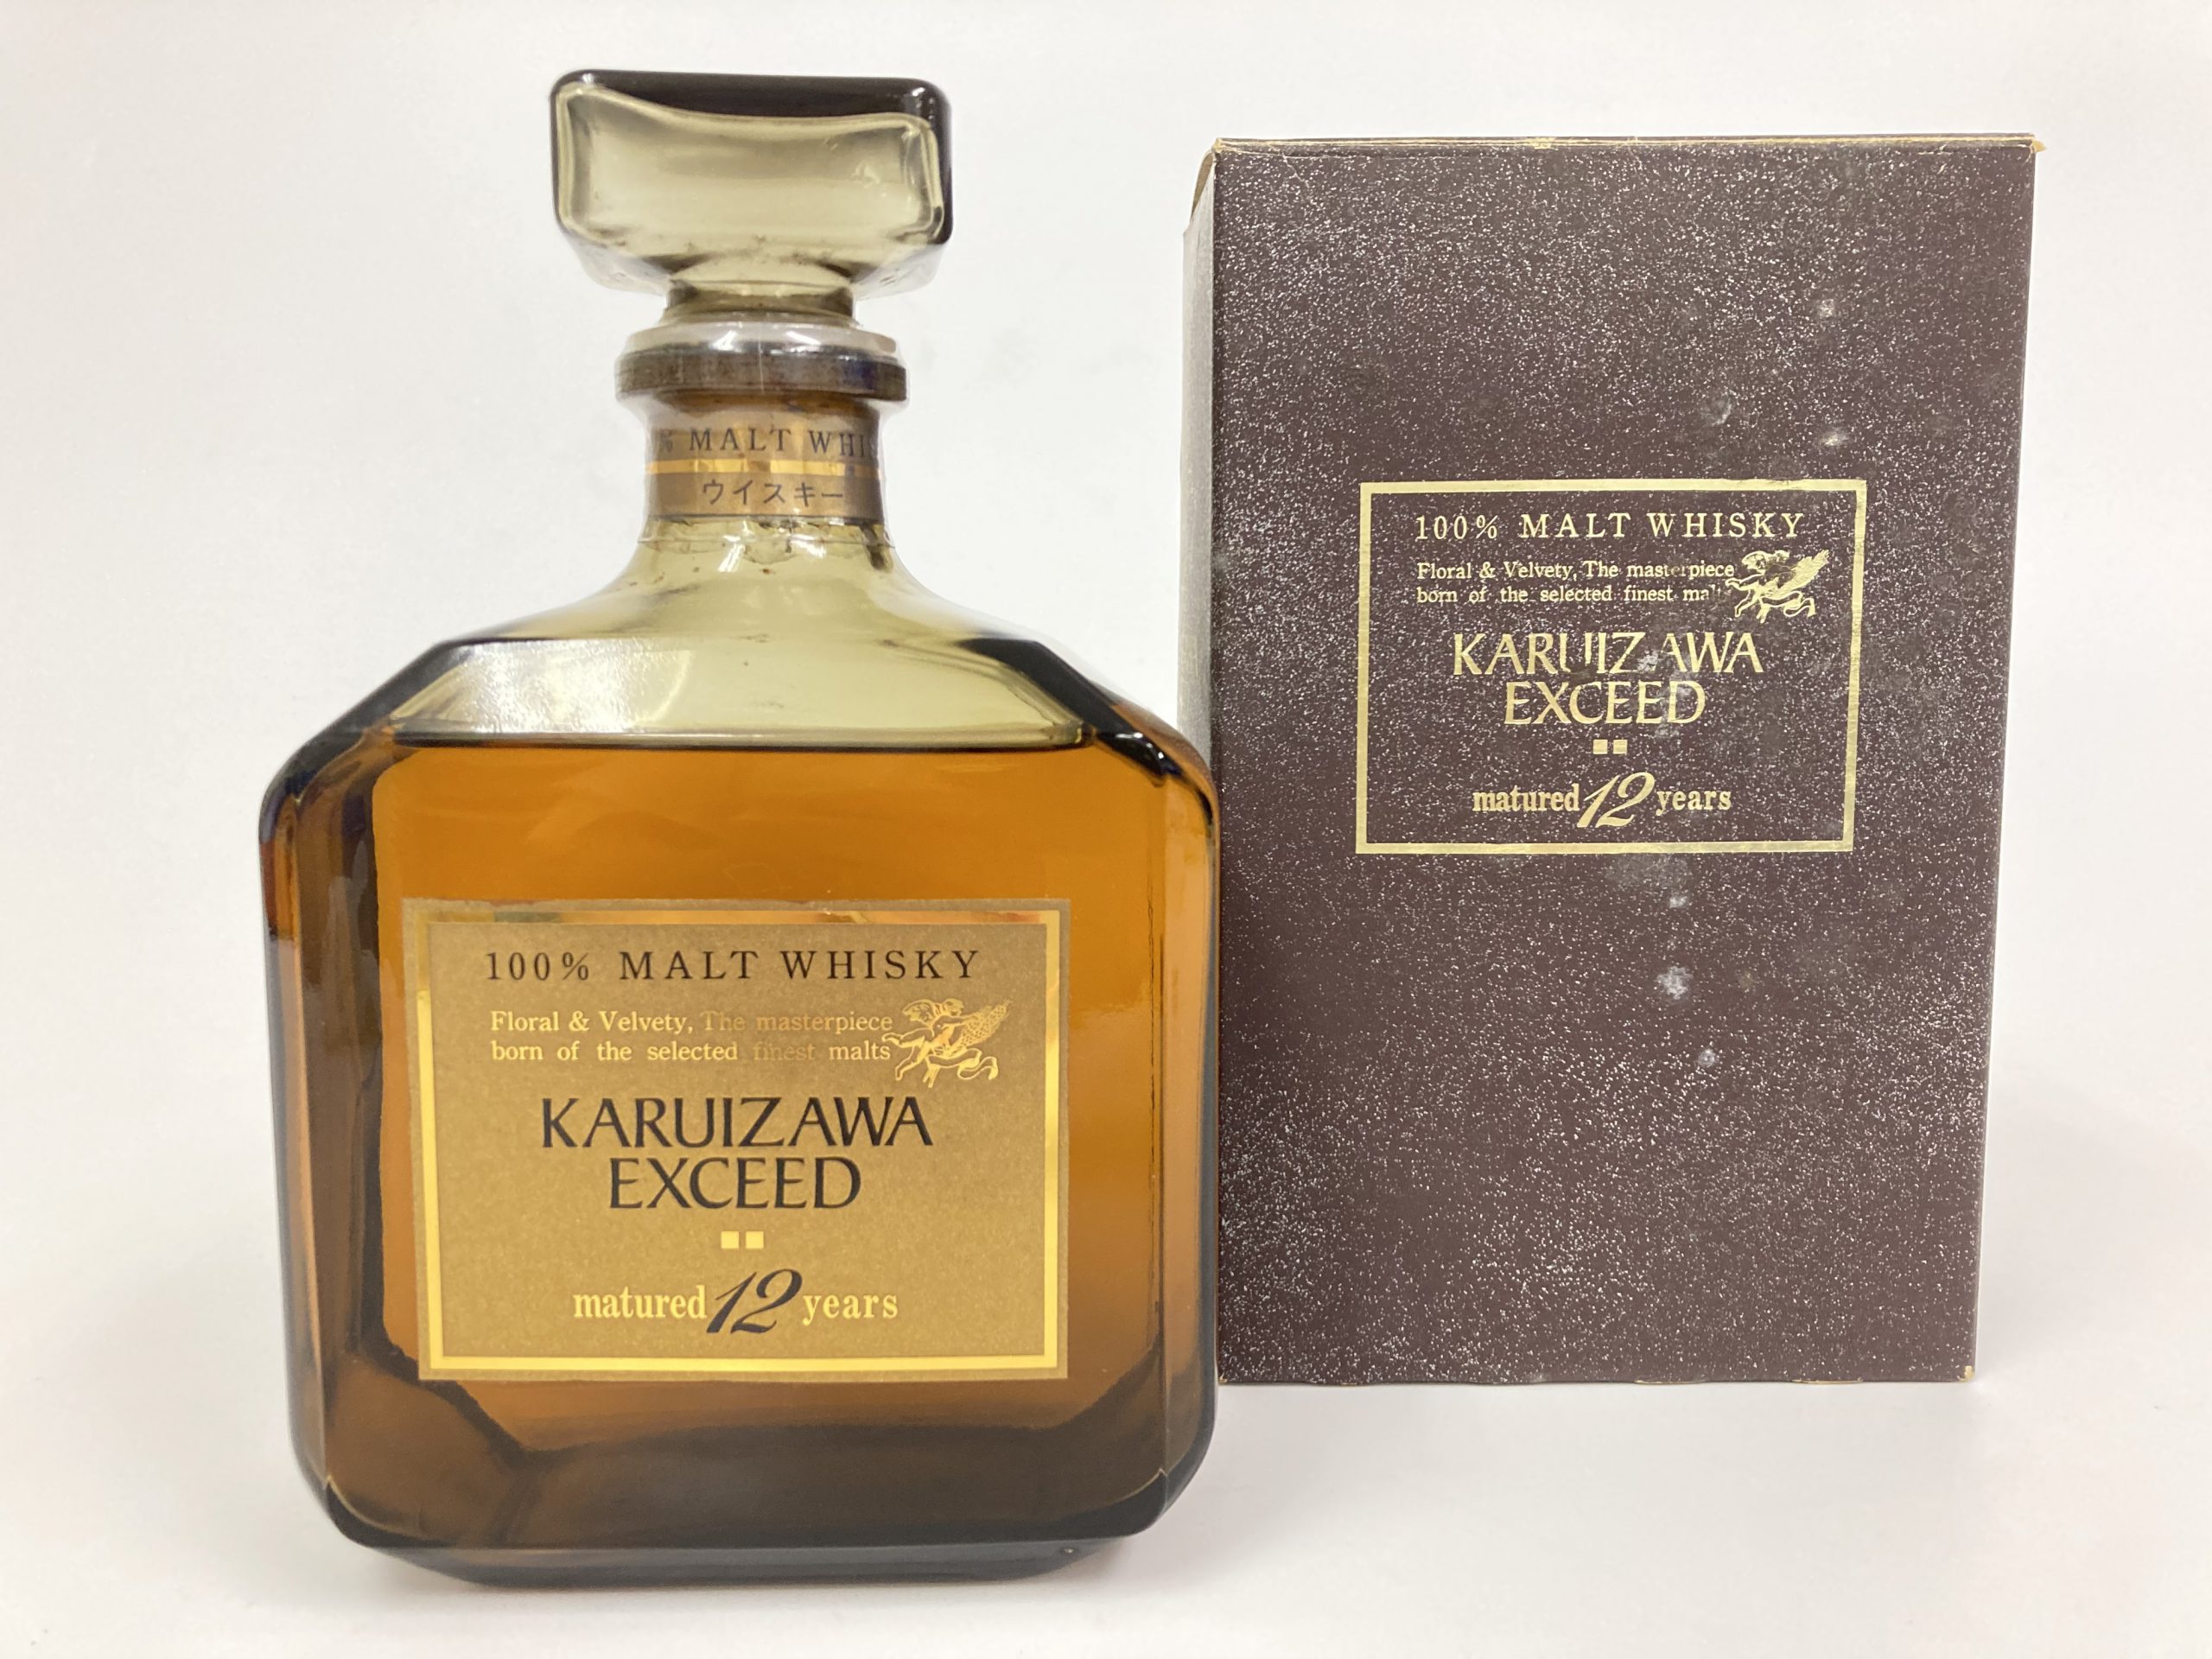 % MALT WHIS
ウイスキー
100% MALT WHISKY
Floral & Velvety, The masterpiece
born of the selected finest malts
KARUIZAWA
EXCEED
matured 12 years
100% MALT WHISKY
Floral & Velvety, The masterpiece
born of the selected finest malt
KARUIZAWA
EXCEED
matured 12 years